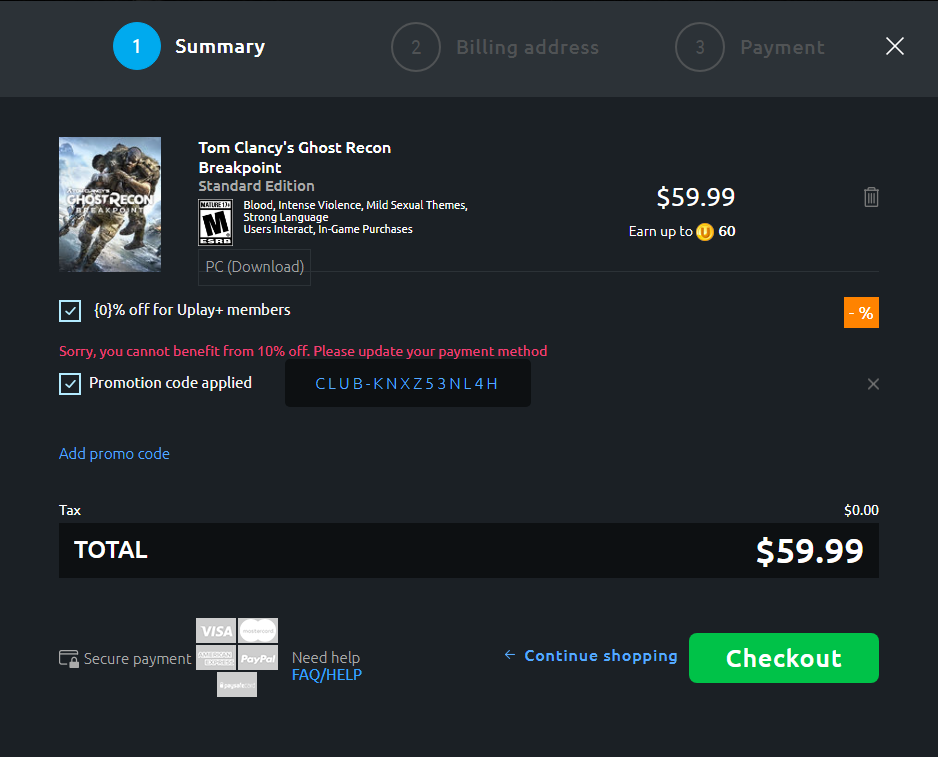 1 Summary 2 Billing address 3 Payment
Tom Clancy's Ghost Recon
Breakpoint
Standard Edition
TOM CLANCY'S
GHOST RECON
BREAKPOINT
MATURE 17+
M
ESRB
Blood, Intense Violence, Mild Sexual Themes,
Strong Language
Users Interact, In-Game Purchases
$59.99
Earn up to 60
PC (Download)
{0}% off for Uplay+ members
- %
Sorry, you cannot benefit from 10% off. Please update your payment method
Promotion code applied CLUB-KNXZ53NL4H
Add promo code
Tax $0.00
TOTAL $59.99
Secure payment
VISA mastercard
AMERICAN EXPRESS PayPal
paysafecard
Need help
FAQ/HELP
← Continue shopping
Checkout